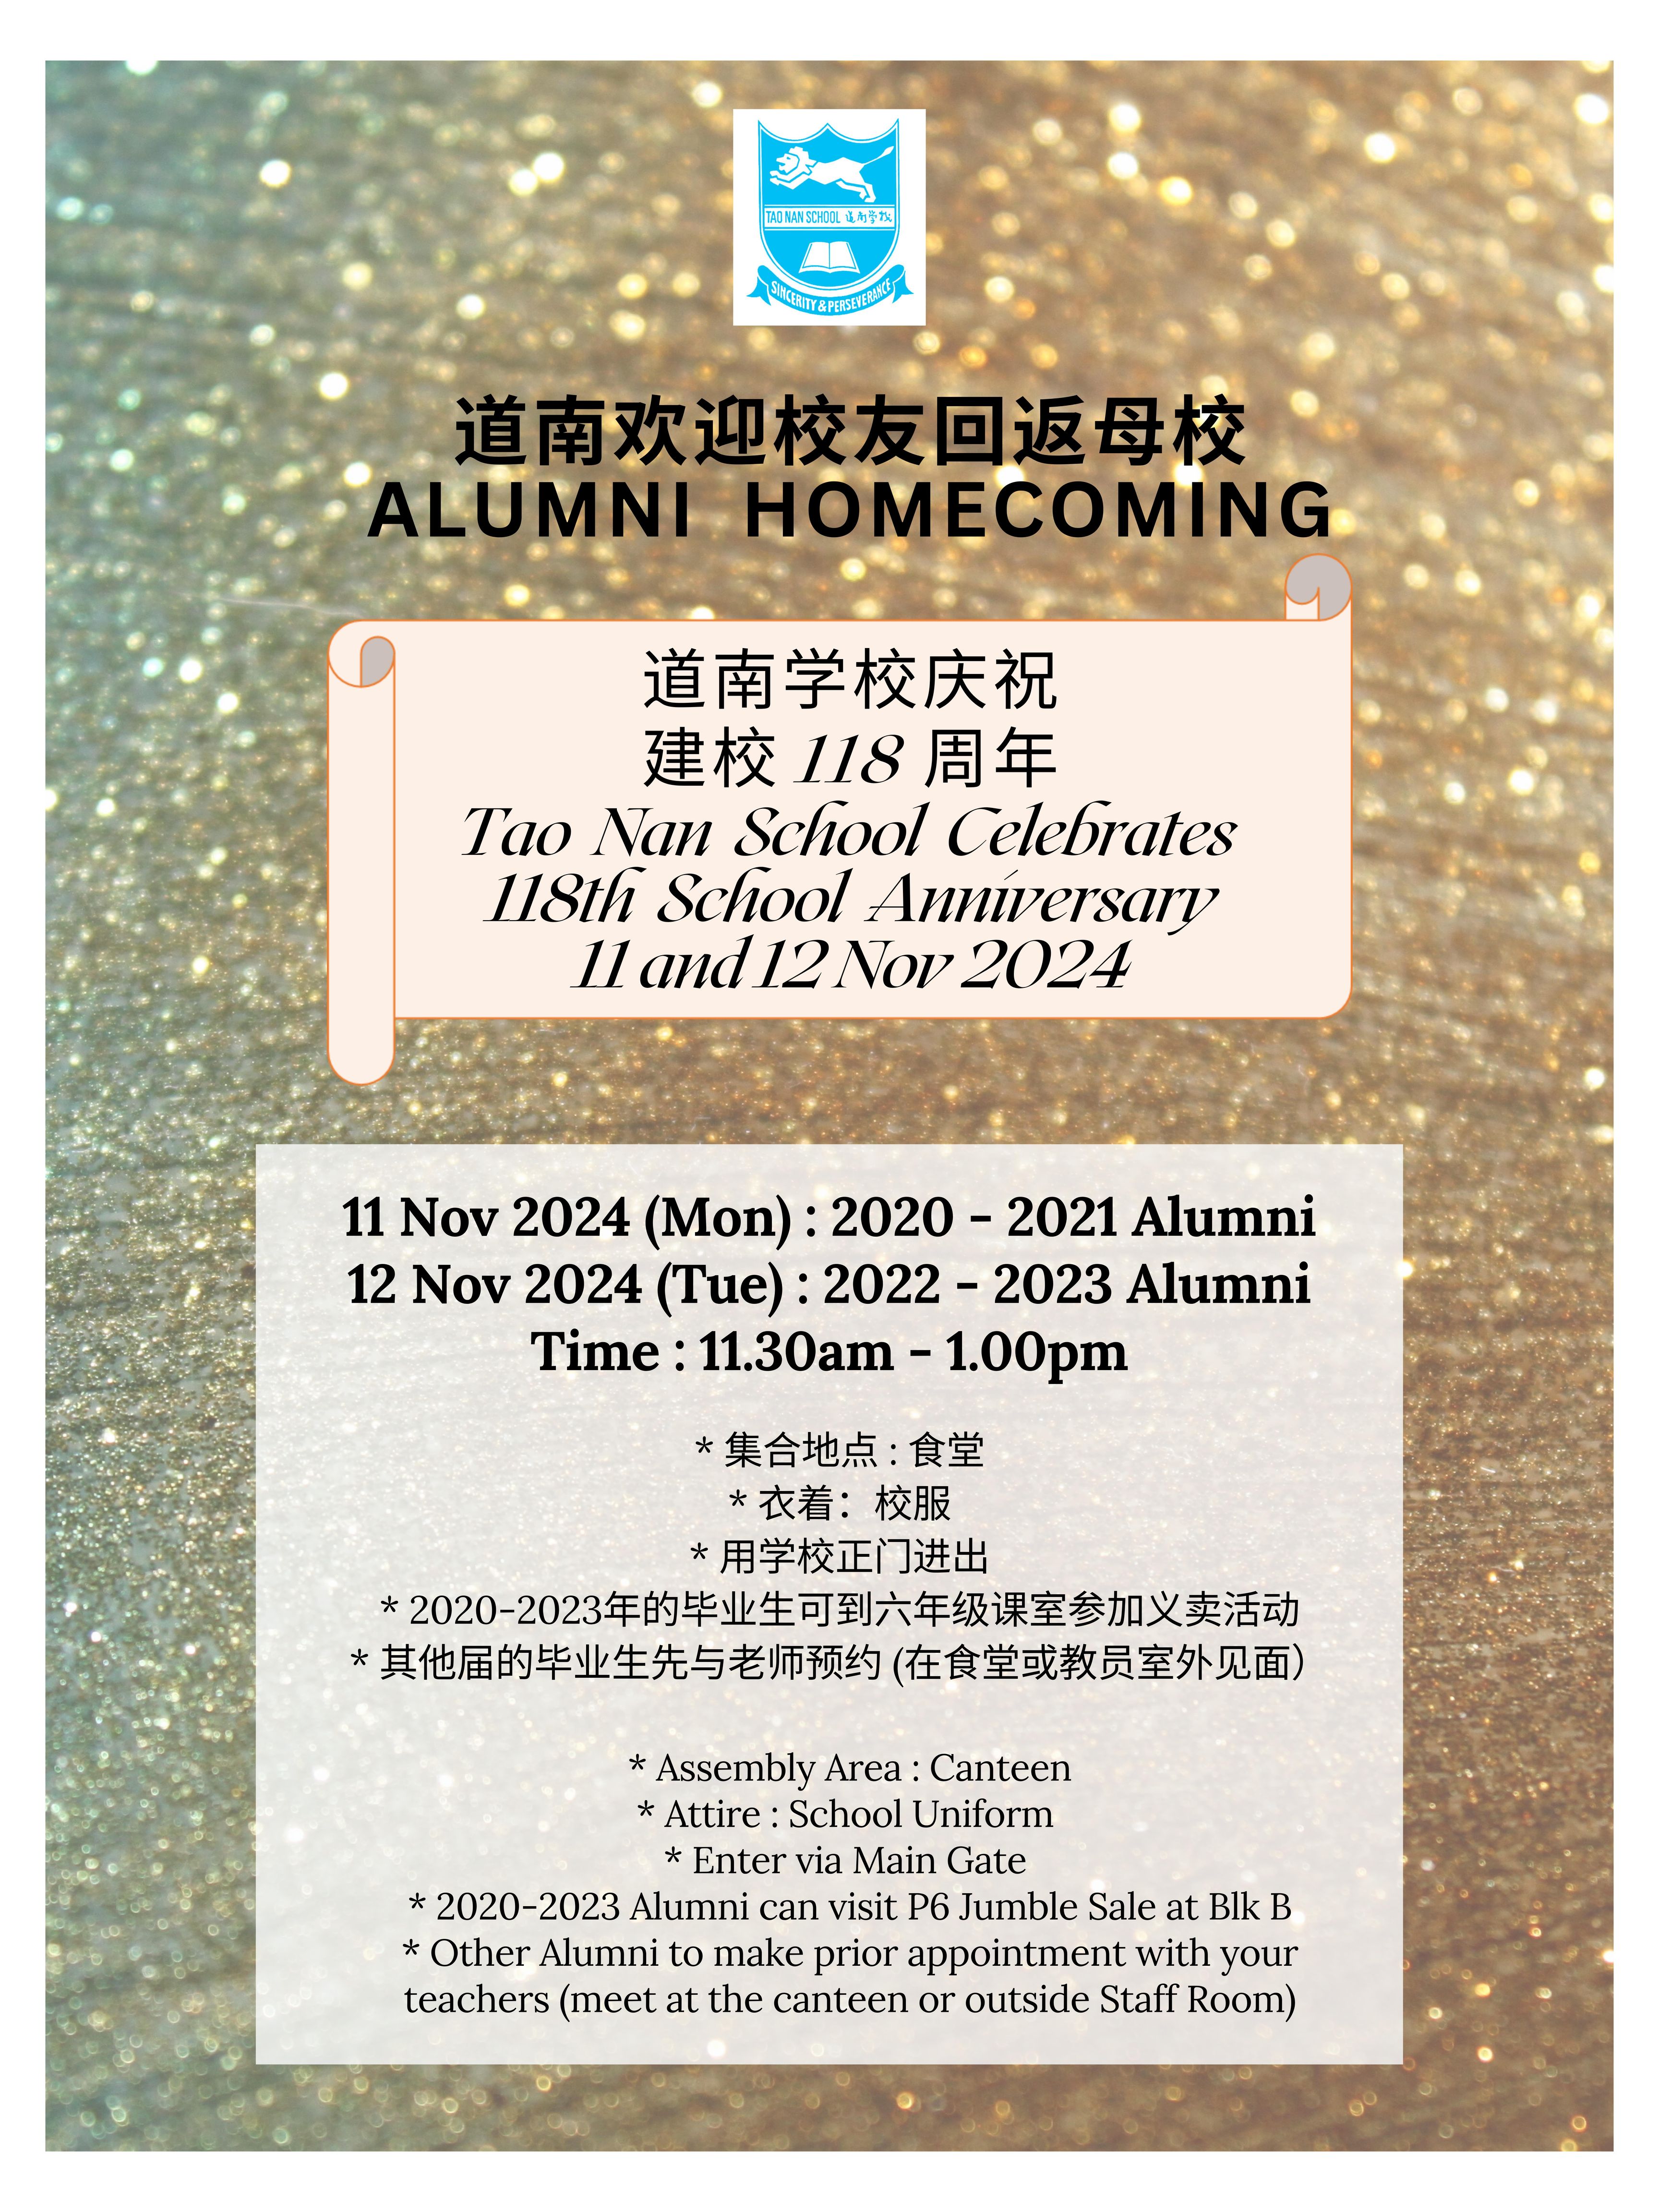 TAO NAN SCHOOL 道南学校
SINCERITY & PERSEVERANCE
道南欢迎校友回返母校
ALUMNI HOMECOMING
道南学校庆祝
建校 118 周年
Tao Nan School Celebrates
118th School Anniversary
11 and 12 Nov 2024
11 Nov 2024 (Mon) : 2020 - 2021 Alumni
12 Nov 2024 (Tue) : 2022 - 2023 Alumni
Time : 11.30am - 1.00pm
* 集合地点 : 食堂
* 衣着：校服
* 用学校正门进出
* 2020-2023年的毕业生可到六年级课室参加义卖活动
* 其他届的毕业生先与老师预约 (在食堂或教员室外见面）
* Assembly Area : Canteen
* Attire : School Uniform
* Enter via Main Gate
* 2020-2023 Alumni can visit P6 Jumble Sale at Blk B
* Other Alumni to make prior appointment with your
teachers (meet at the canteen or outside Staff Room)